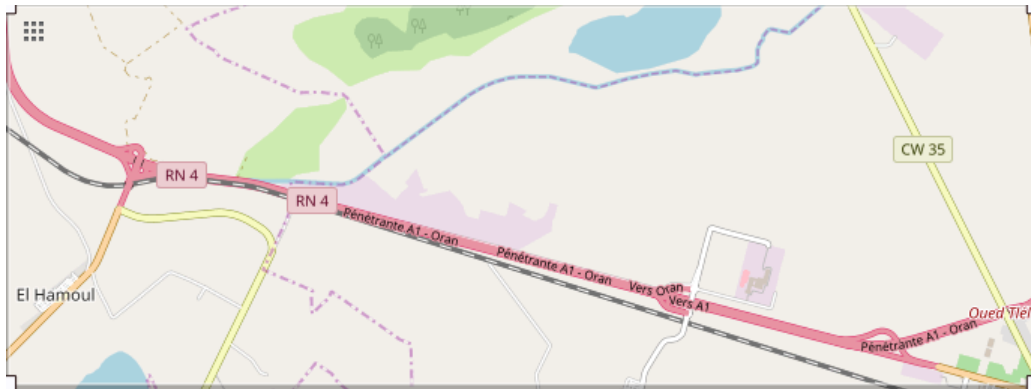 CW 35
RN 4
RN 4
Pénétrante A1 - Oran
Pénétrante A1 - Oran
Vers Oran
Vers A1
El Hamoul
Oued Tlél
Pénétrante A1 - Oran